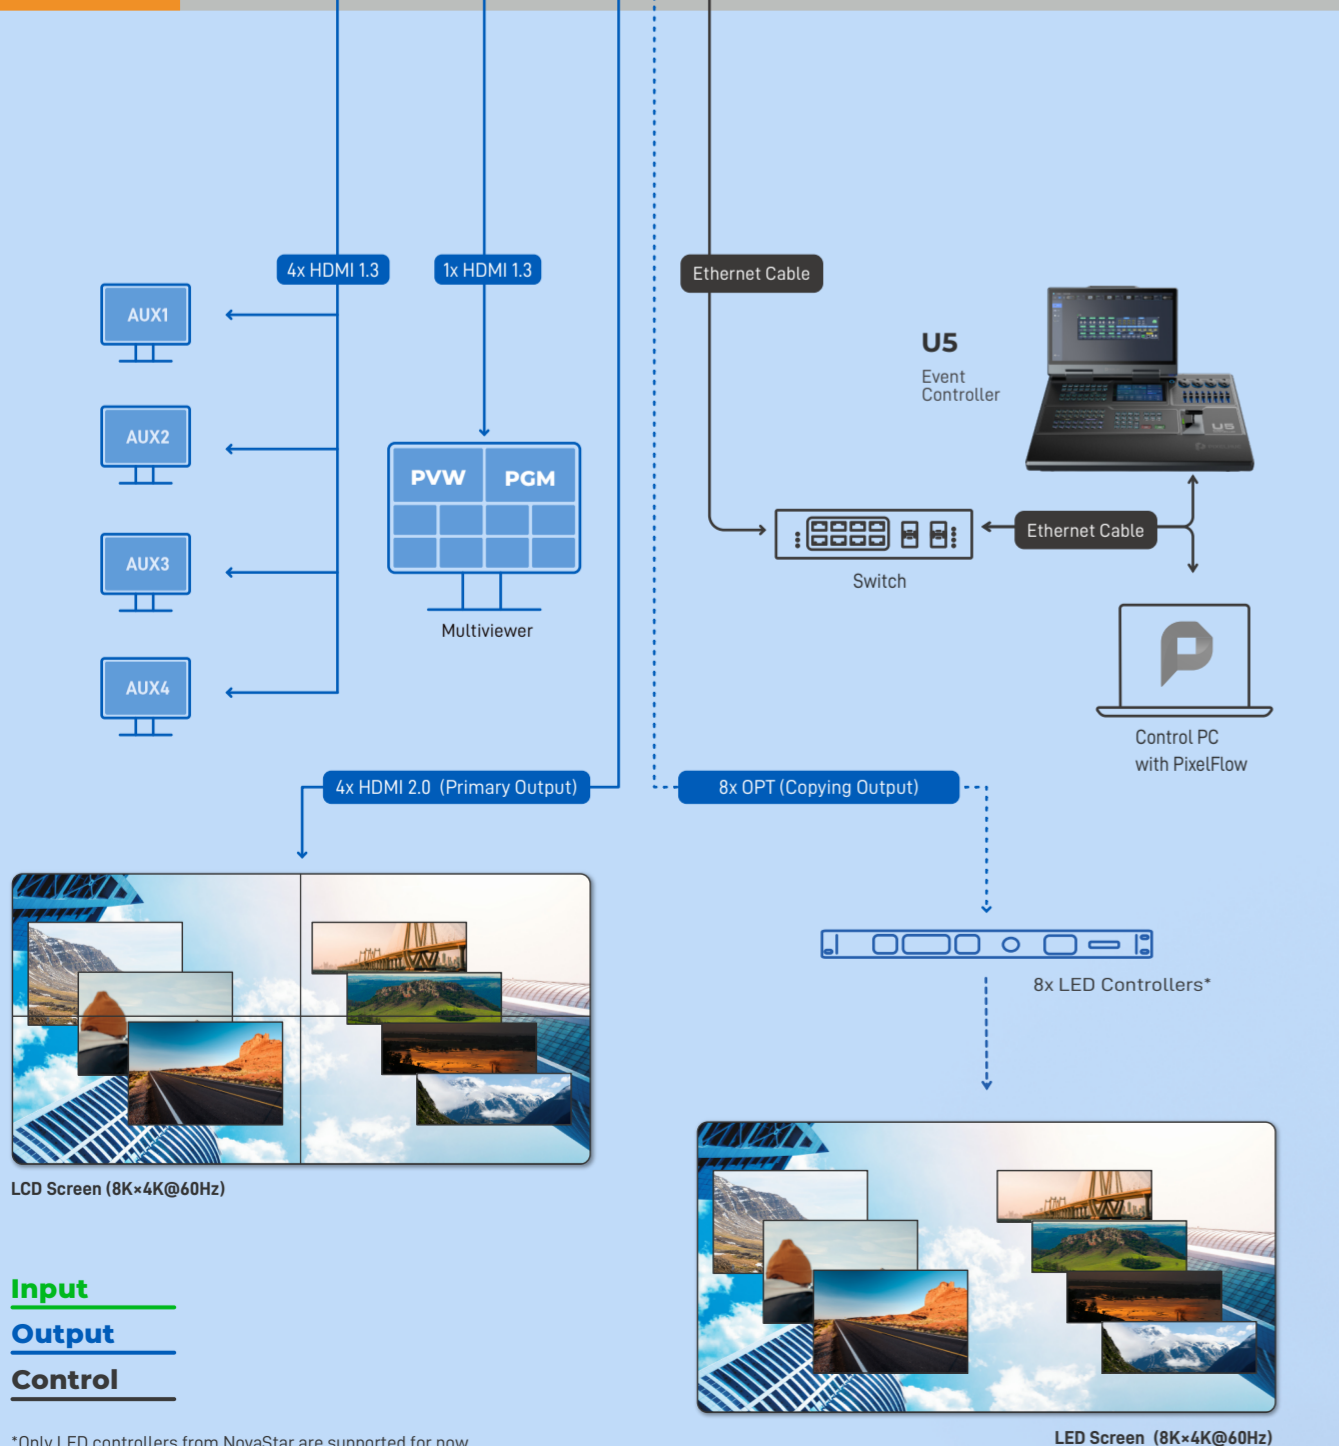 4x HDMI 1.3
1x HDMI 1.3
Ethernet Cable
AUX1
AUX2
AUX3
AUX4
PVW
PGM
Multiviewer
U5
Event
Controller
U5
Ethernet Cable
Switch
Control PC
with PixelFlow
4x HDMI 2.0 (Primary Output)
8x OPT (Copying Output)
8x LED Controllers*
LCD Screen (8K×4K@60Hz)
Input
Output
Control
*Only LED controllers from NovaStar are supported for now
LED Screen (8K×4K@60Hz)